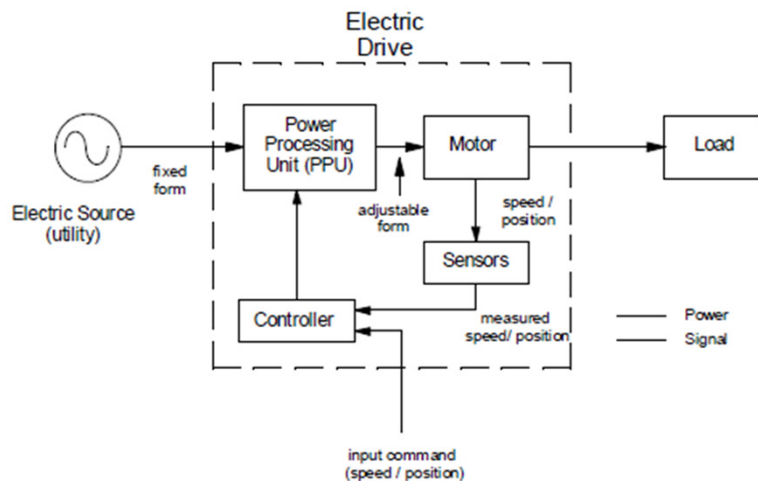 Electric
Drive
Power
Processing
Unit (PPU)
Motor
Load
fixed
form
adjustable
form
speed /
position
Electric Source
(utility)
Sensors
Controller
measured
speed/ position
Power
Signal
input command
(speed / position)